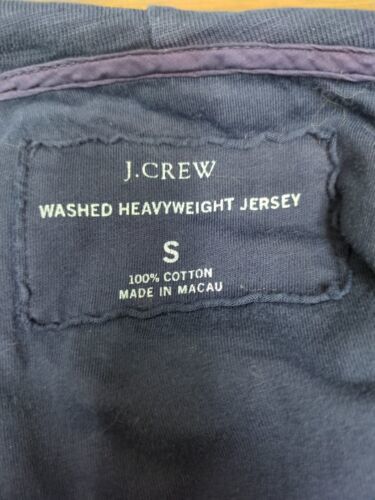 J.CREW
WASHED HEAVYWEIGHT JERSEY
S
100% COTTON
MADE IN MACAU